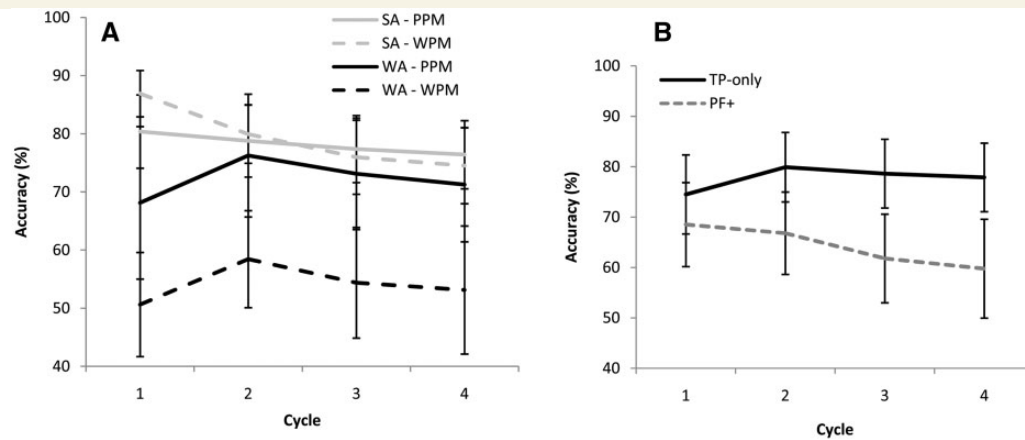 A
SA - PPM
SA - WPM
WA - PPM
WA - WPM
100
90
80
70
60
50
40
Accuracy (%)
1 2 3 4
Cycle
B
TP-only
PF+
100
90
80
70
60
50
40
Accuracy (%)
1 2 3 4
Cycle